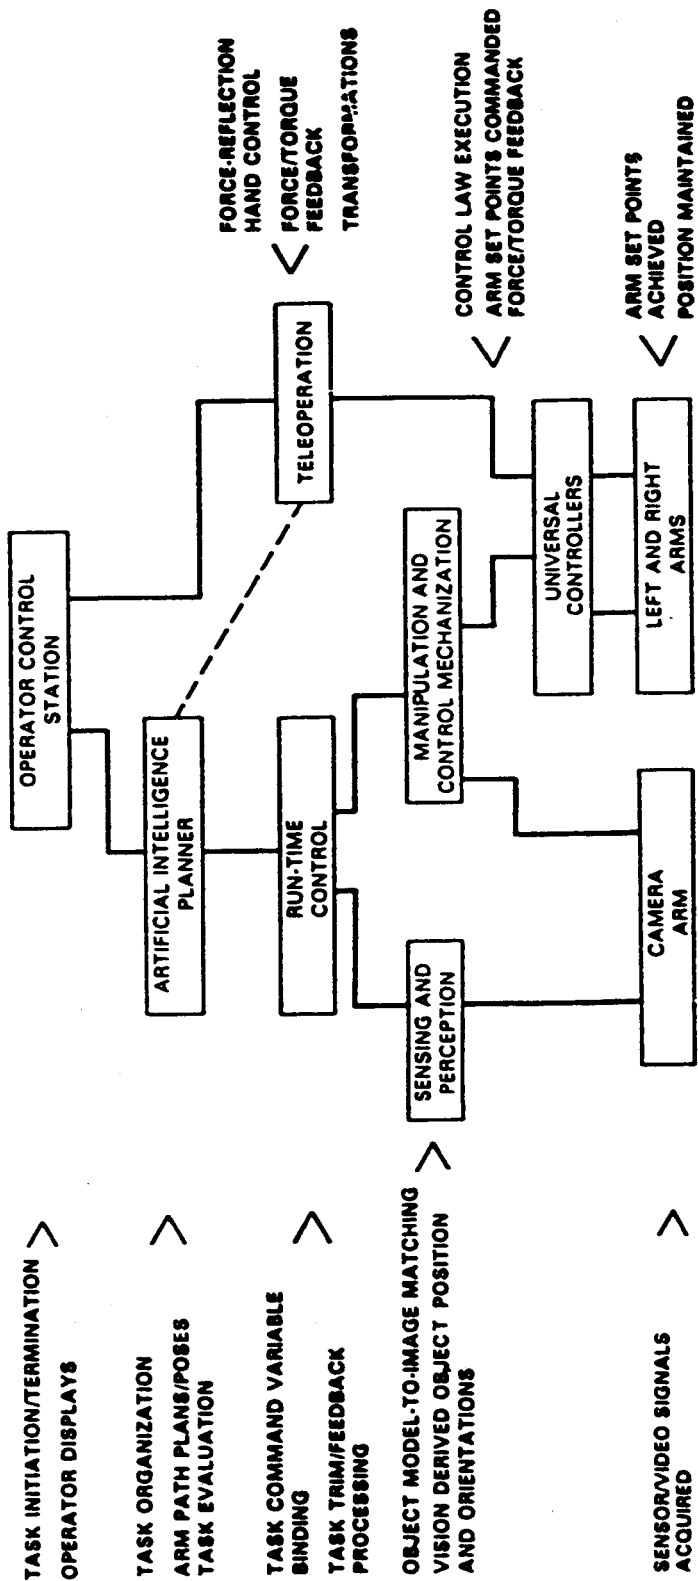 TASK INITIATION/TERMINATION
OPERATOR DISPLAYS
TASK ORGANIZATION
ARM PATH PLANS/POSES
TASK EVALUATION
TASK COMMAND VARIABLE
BINDING
TASK TRIM/FEEDBACK
PROCESSING
OBJECT MODEL-TO-IMAGE MATCHING
VISION DERIVED OBJECT POSITION
AND ORIENTATIONS
SENSOR/VIDEO SIGNALS
ACQUIRED
OPERATOR CONTROL
STATION
ARTIFICIAL INTELLIGENCE
PLANNER
TELEOPERATION
RUN-TIME
CONTROL
SENSING AND
PERCEPTION
MANIPULATION AND
CONTROL MECHANIZATION
UNIVERSAL
CONTROLLERS
CAMERA
ARM
LEFT AND RIGHT
ARMS
FORCE-REFLECTION
HAND CONTROL
FORCE/TORQUE
FEEDBACK
TRANSFORMATIONS
CONTROL LAW EXECUTION
ARM SET POINTS COMMANDED
FORCE/TORQUE FEEDBACK
ARM SET POINTS
ACHIEVED
POSITION MAINTAINED